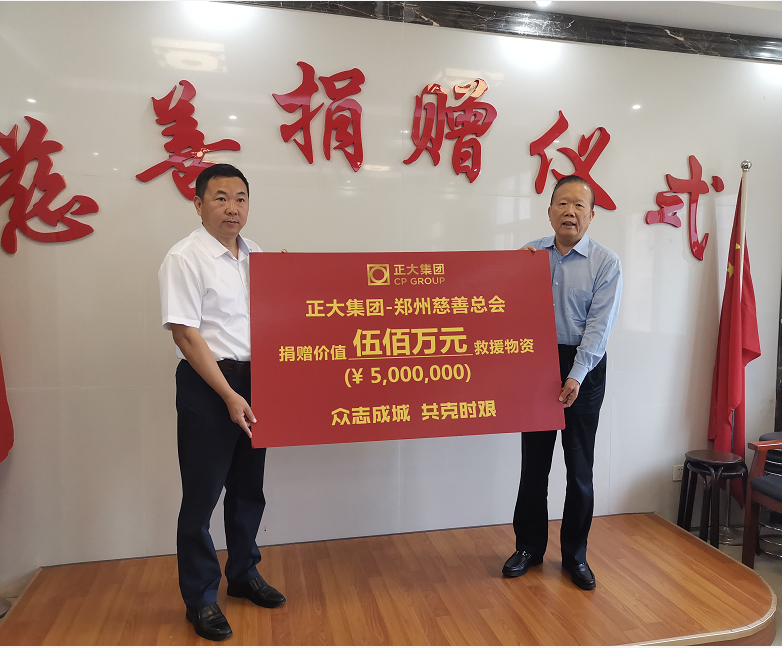 慈善捐赠仪式
正大集团
CP GROUP
正大集团-郑州慈善总会
捐赠价值 伍佰万元 救援物资
(¥ 5,000,000)
众志成城 共克时艰